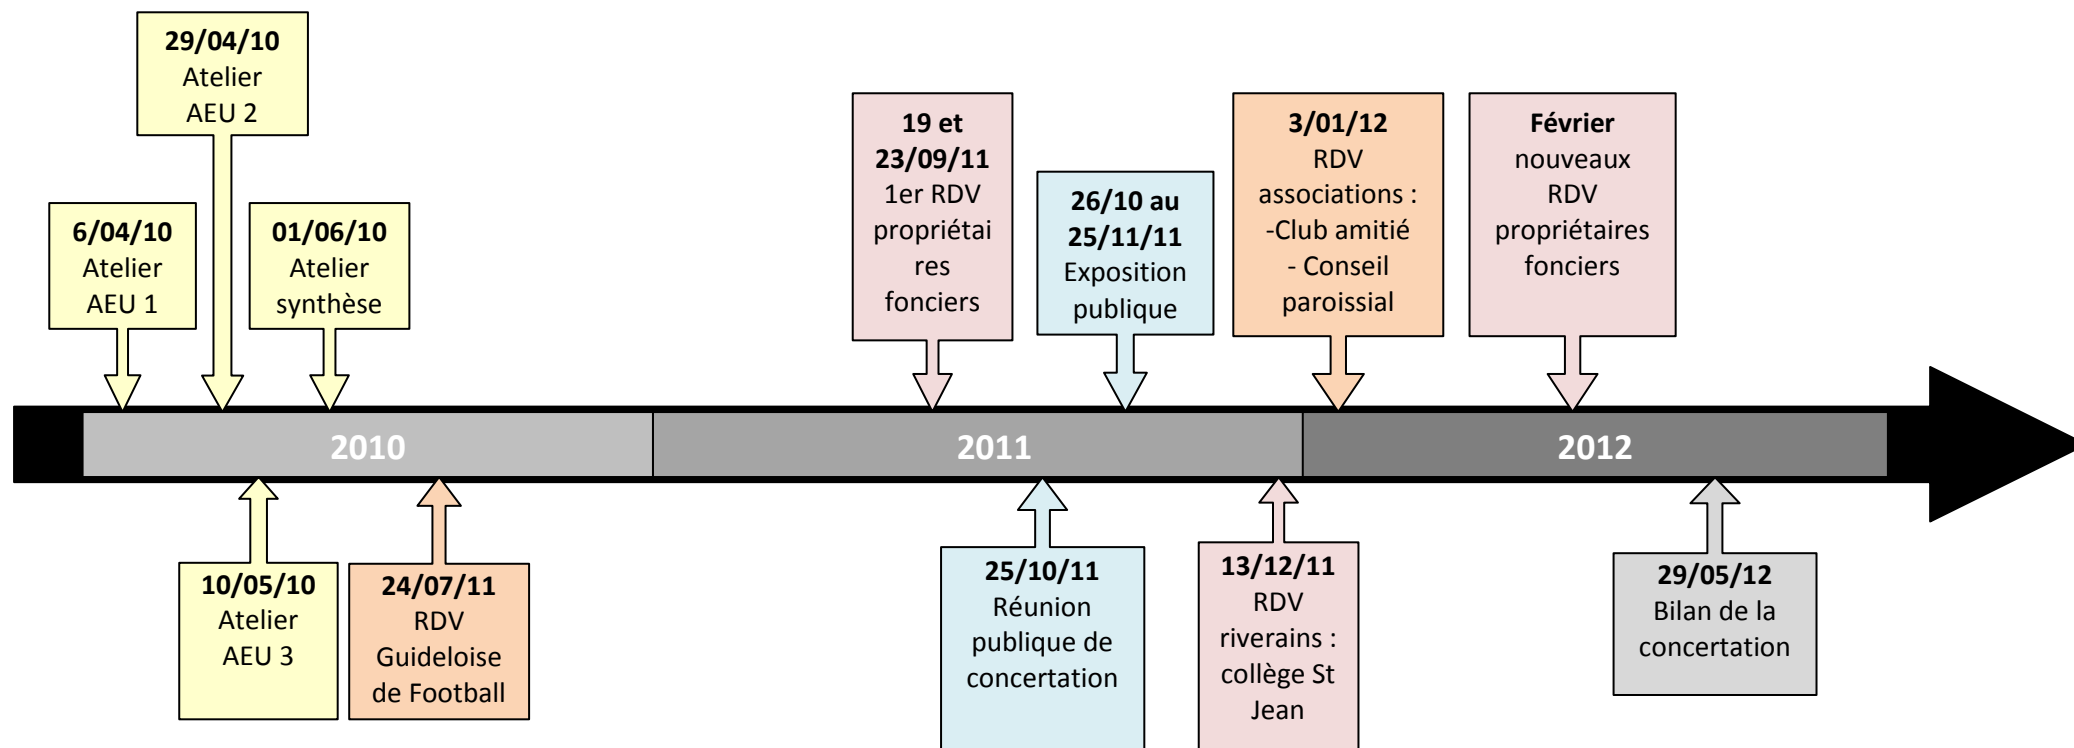 29/04/10
Atelier
AEU 2
6/04/10
Atelier
AEU 1
01/06/10
Atelier
synthèse
19 et
23/09/11
1er RDV
propriétai
res
fonciers
26/10 au
25/11/11
Exposition
publique
3/01/12
RDV
associations :
-Club amitié
- Conseil
paroissial
Février
nouveaux
RDV
propriétaires
fonciers
2010
2011
2012
10/05/10
Atelier
AEU 3
24/07/11
RDV
Guideloise
de Football
25/10/11
Réunion
publique de
concertation
13/12/11
RDV
riverains :
collège St
Jean
29/05/12
Bilan de la
concertation